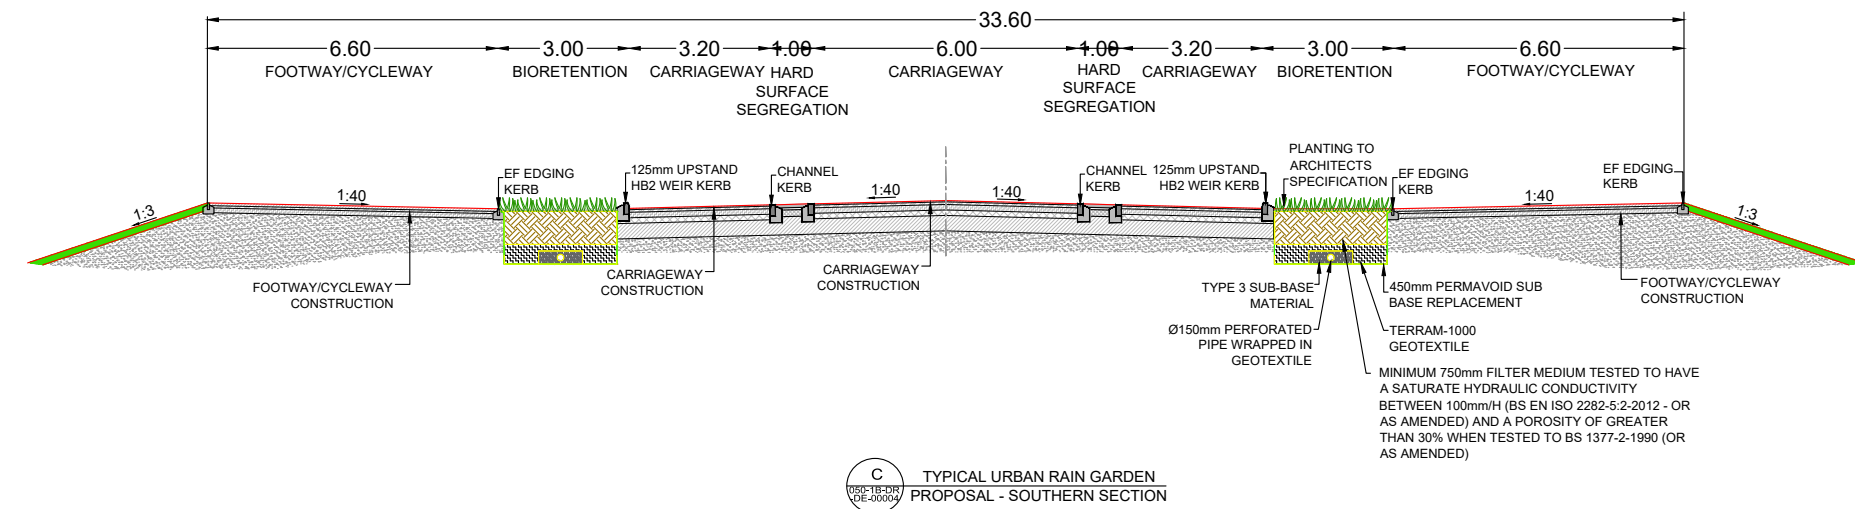 33.60
6.60 3.00 3.20 1.00 6.00 1.00 3.20 3.00 6.60
FOOTWAY/CYCLEWAY
BIORETENTION
CARRIAGEWAY
HARD
SURFACE
SEGREGATION
CARRIAGEWAY
HARD
SURFACE
SEGREGATION
CARRIAGEWAY
BIORETENTION
FOOTWAY/CYCLEWAY
1:3
1:40
EF EDGING
KERB
125mm UPSTAND
HB2 WEIR KERB
CHANNEL
KERB
1:40
1:40
CHANNEL
KERB
125mm UPSTAND
HB2 WEIR KERB
PLANTING TO
ARCHITECTS
SPECIFICATION
EF EDGING
KERB
1:40
EF EDGING
KERB
1:3
FOOTWAY/CYCLEWAY
CONSTRUCTION
CARRIAGEWAY
CONSTRUCTION
CARRIAGEWAY
CONSTRUCTION
TYPE 3 SUB-BASE
MATERIAL
Ø150mm PERFORATED
PIPE WRAPPED IN
GEOTEXTILE
450mm PERMAVOID SUB
BASE REPLACEMENT
TERRAM-1000
GEOTEXTILE
FOOTWAY/CYCLEWAY
CONSTRUCTION
MINIMUM 750mm FILTER MEDIUM TESTED TO HAVE
A SATURATE HYDRAULIC CONDUCTIVITY
BETWEEN 100mm/H (BS EN ISO 2282-5:2-2012 - OR
AS AMENDED) AND A POROSITY OF GREATER
THAN 30% WHEN TESTED TO BS 1377-2-1990 (OR
AS AMENDED)
C
050-1B-DR
-DE-00004
TYPICAL URBAN RAIN GARDEN
PROPOSAL - SOUTHERN SECTION